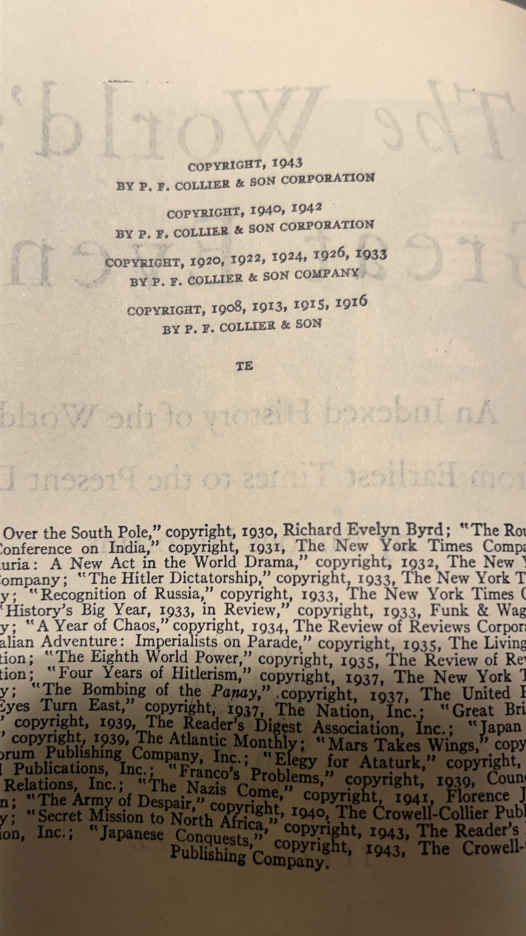 COPYRIGHT, 1943
BY P. F. COLLIER & SON CORPORATION
COPYRIGHT, 1940, 1942
BY P. F. COLLIER & SON CORPORATION
COPYRIGHT, 1920, 1922, 1924, 1926, 1933
BY P. F. COLLIER & SON COMPANY
COPYRIGHT, 1908, 1913, 1915, 1916
BY P. F. COLLIER & SON
TE
Over the South Pole,” copyright, 1930, Richard Evelyn Byrd; “The Rou
Conference on India,” copyright, 1931, The New York Times Compa
uria: A New Act in the World Drama,” copyright, 1932, The New Y
ompany; “The Hitler Dictatorship,” copyright, 1933, The New York T
y; “Recognition of Russia,” copyright, 1933, The New York Times C
“History’s Big Year, 1933, in Review,” copyright, 1933, Funk & Wag
y; “A Year of Chaos,” copyright, 1934, The Review of Reviews Corpor
alian Adventure: Imperialists on Parade,” copyright, 1935, The Living
tion; “The Eighth World Power,” copyright, 1935, The Review of Rev
tion; “Four Years of Hitlerism,” copyright, 1937, The New York T
y; “The Bombing of the Panay,” copyright, 1937, The United P
Eyes Turn East,” copyright, 1937, The Nation, Inc.; “Great Bri
” copyright, 1939, The Reader’s Digest Association, Inc.; “Japan
” copyright, 1939, The Atlantic Monthly; “Mars Takes Wings,” copy
orum Publishing Company, Inc.; “Elegy for Ataturk,” copyright,
l Publications, Inc.; “Franco’s Problems,” copyright, 1939, Coun
Relations, Inc.; “The Nazis Come,” copyright, 1941, Florence J
n; “The Army of Despair,” copyright, 1940, The Crowell-Collier Publ
y; “Secret Mission to North Africa,” copyright, 1943, The Reader’s
ion, Inc.; “Japanese Conquests,” copyright, 1943, The Crowell-
Publishing Company.